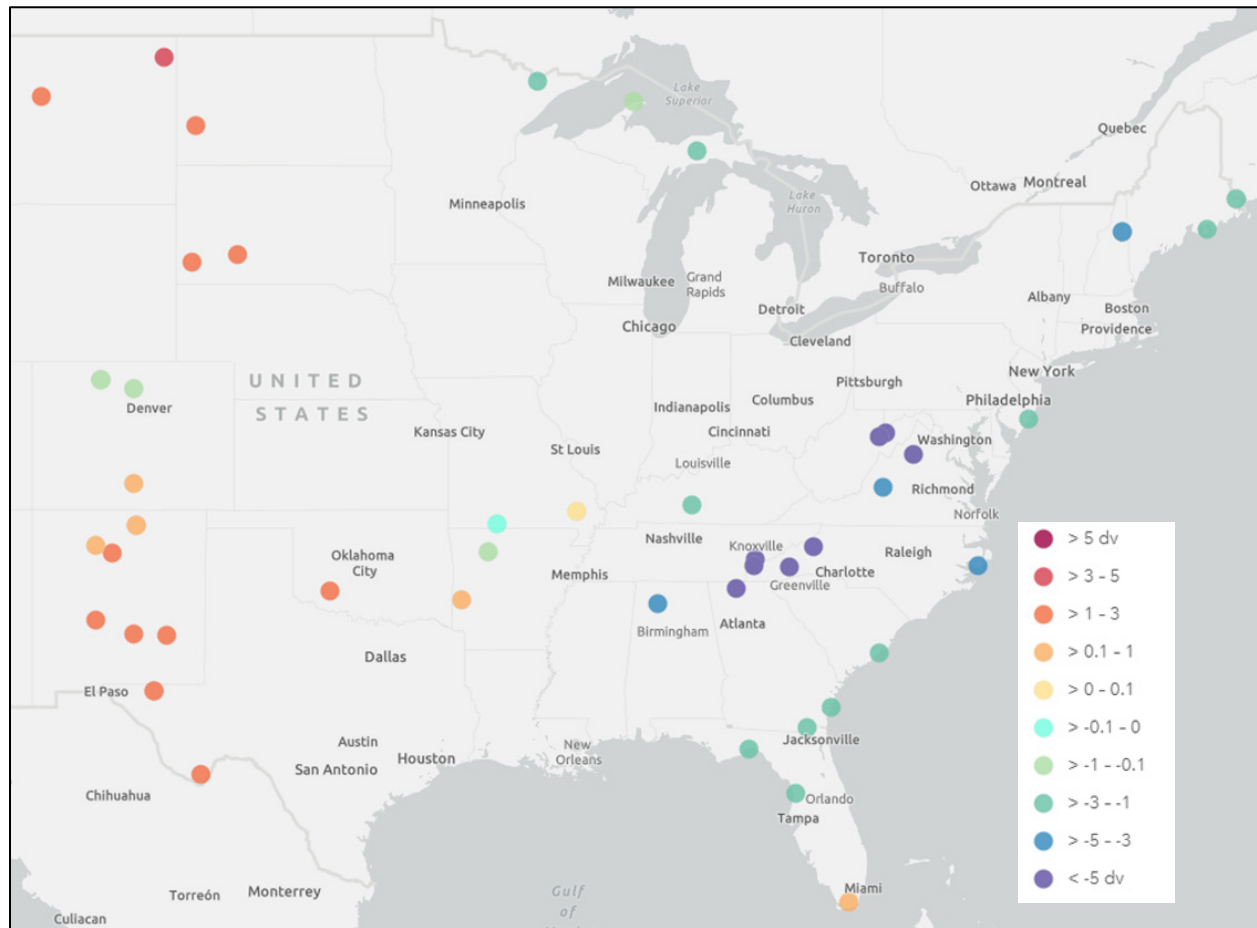 Lake
Superior
Quebec
Ottawa
Montreal
Lake
Huron
Minneapolis
Toronto
Buffalo
Milwaukee
Grand
Rapids
Albany
Boston
Detroit
Providence
Chicago
Cleveland
New York
UNITED
STATES
Pittsburgh
Denver
Columbus
Philadelphia
Indianapolis
Kansas City
Cincinnati
Washington
St Louis
Louisville
Richmond
Norfolk
Nashville
Knoxville
Raleigh
Oklahoma
City
Memphis
Charlotte
Greenville
Atlanta
Birmingham
Dallas
El Paso
Austin
New
Orleans
Jacksonville
Houston
San Antonio
Chihuahua
Orlando
Tampa
Miami
Torreón
Monterrey
Gulf
of
Culiacan
> 5 dv
> 3 - 5
> 1 - 3
> 0.1 - 1
> 0 - 0.1
> -0.1 - 0
> -1 - -0.1
> -3 - -1
> -5 - -3
< -5 dv